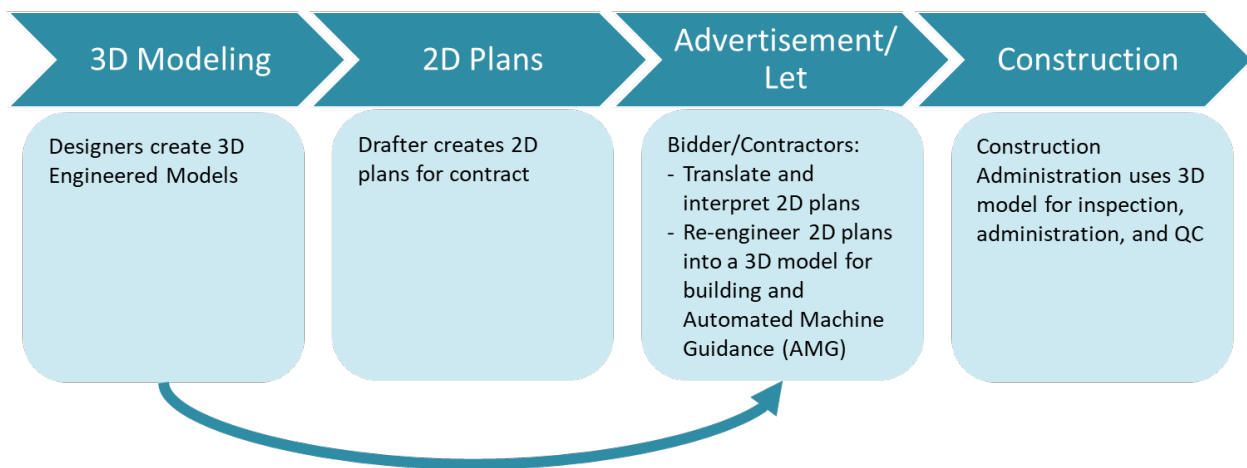 3D Modeling
2D Plans
Advertisement/
Let
Construction
Designers create 3D
Engineered Models
Drafter creates 2D
plans for contract
Bidder/Contractors:
- Translate and
interpret 2D plans
- Re-engineer 2D plans
into a 3D model for
building and
Automated Machine
Guidance (AMG)
Construction
Administration uses 3D
model for inspection,
administration, and QC